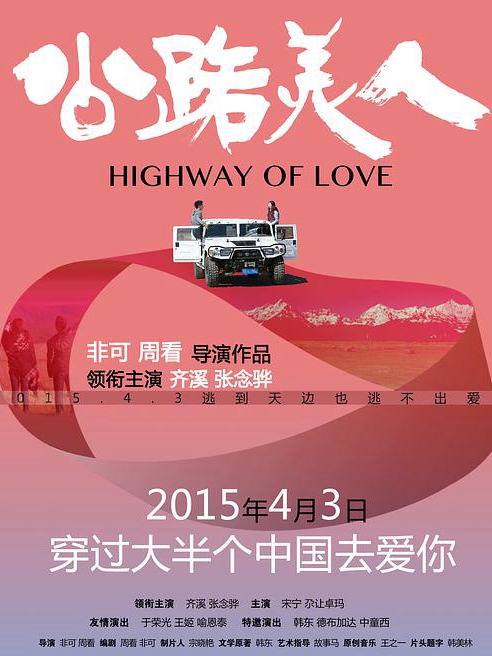 公路美人
HIGHWAY OF LOVE
非可 周看 导演作品
领衔主演 齐溪 张念骅
015.4.3逃到天边也逃不出爱
2015年4月3日
穿过大半个中国去爱你
领衔主演 齐溪 张念骅 主演 宋宁 尕让卓玛
友情演出 于荣光 王姬 喻恩泰 特邀演出 韩东 德布加达 中童西
导演 非可 周看 编剧 周看 非可 制片人 宗晓艳 文学原著 韩东 艺术指导 故事马 原创音乐 王之一 片头题字 韩美林